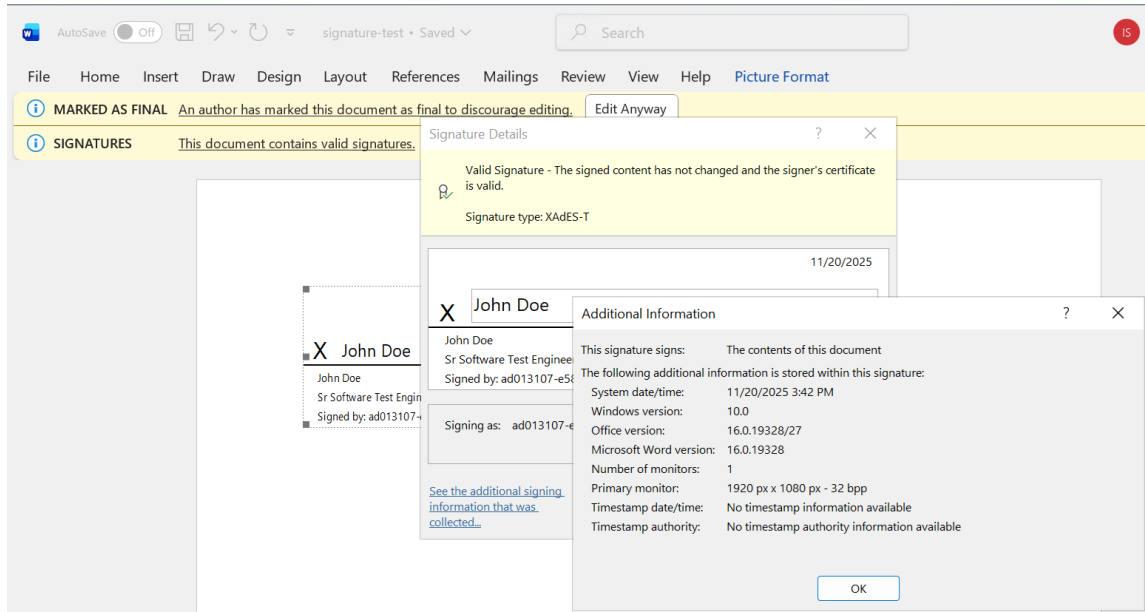 AutoSave Off signature-test • Saved Search IS
File Home Insert Draw Design Layout References Mailings Review View Help Picture Format
MARKED AS FINAL An author has marked this document as final to discourage editing. Edit Anyway
SIGNATURES This document contains valid signatures.
Signature Details ?
Valid Signature - The signed content has not changed and the signer's certificate
is valid.
Signature type: XAdES-T
11/20/2025
X John Doe
John Doe
Sr Software Test Enginee
Signed by: ad013107-e58
Signing as: ad013107-e
See the additional signing
information that was
collected...
X John Doe
John Doe
Sr Software Test Engin
Signed by: ad013107-
Additional Information ?
This signature signs: The contents of this document
The following additional information is stored within this signature:
System date/time: 11/20/2025 3:42 PM
Windows version: 10.0
Office version: 16.0.19328/27
Microsoft Word version: 16.0.19328
Number of monitors: 1
Primary monitor: 1920 px x 1080 px - 32 bpp
Timestamp date/time: No timestamp information available
Timestamp authority: No timestamp authority information available
OK